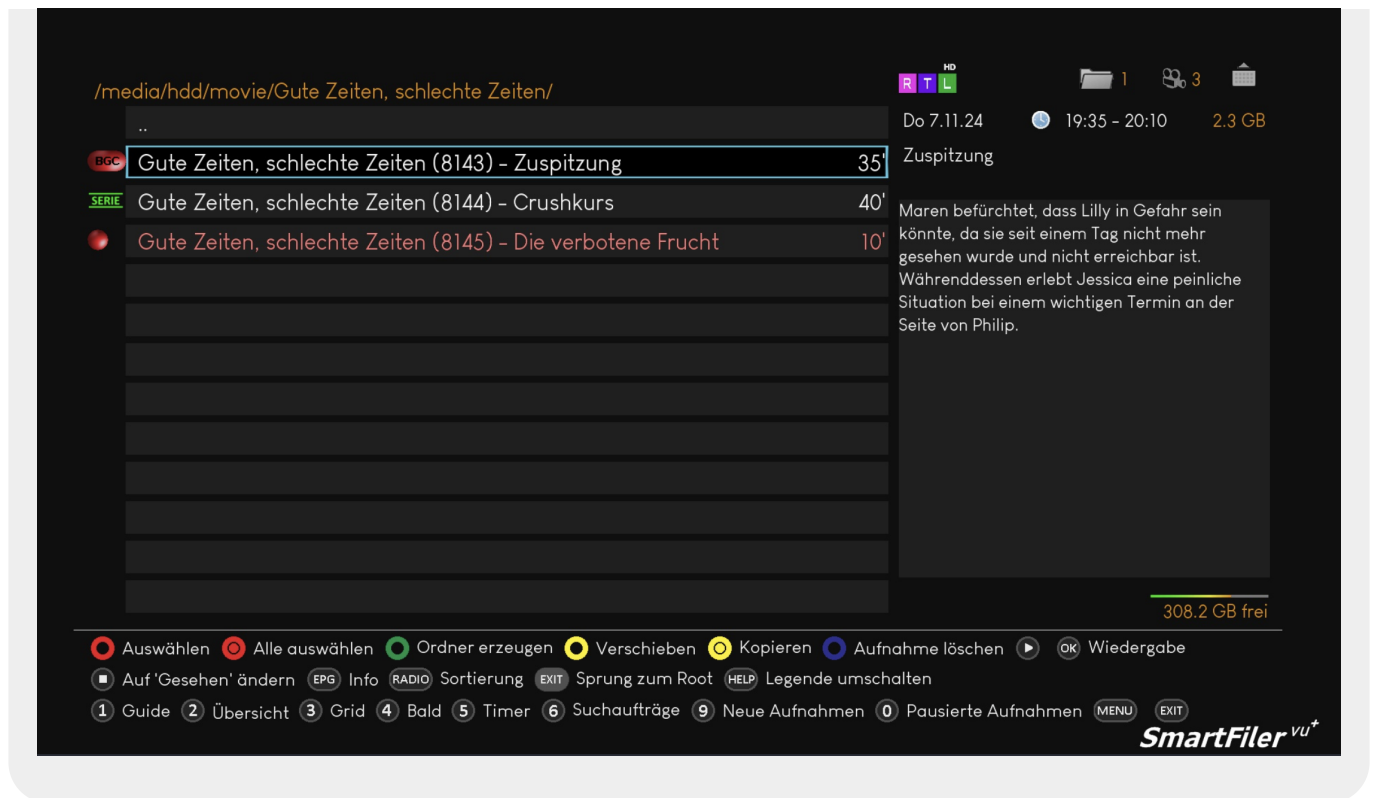 /media/hdd/movie/Gute Zeiten, schlechte Zeiten/
..
BGC Gute Zeiten, schlechte Zeiten (8143) – Zuspitzung 35'
SERIE Gute Zeiten, schlechte Zeiten (8144) – Crushkurs 40'
Gute Zeiten, schlechte Zeiten (8145) – Die verbotene Frucht 10'
HD
RTL 1 3
Do 7.11.24 19:35 – 20:10 2.3 GB
Zuspitzung
Maren befürchtet, dass Lilly in Gefahr sein
könnte, da sie seit einem Tag nicht mehr
gesehen wurde und nicht erreichbar ist.
Währenddessen erlebt Jessica eine peinliche
Situation bei einem wichtigen Termin an der
Seite von Philip.
308.2 GB frei
Auswählen Alle auswählen Ordner erzeugen Verschieben Kopieren Aufnahme löschen OK Wiedergabe
Auf 'Gesehen' ändern EPG Info RADIO Sortierung EXIT Sprung zum Root HELP Legende umschalten
1 Guide 2 Übersicht 3 Grid 4 Bald 5 Timer 6 Suchaufträge 9 Neue Aufnahmen 0 Pausierte Aufnahmen MENU EXIT
SmartFiler vu+